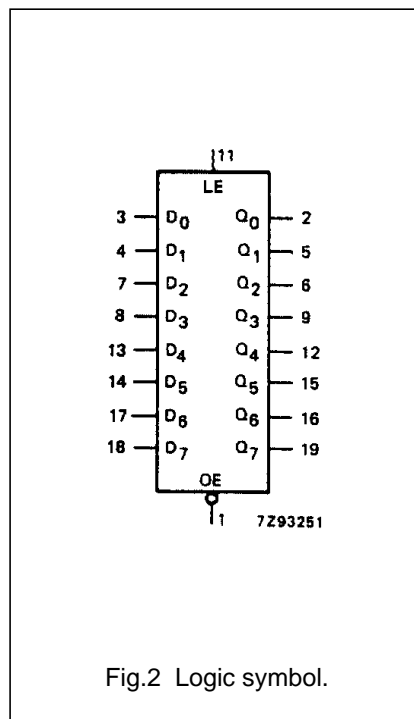 11
LE
3 D0 Q0 2
4 D1 Q1 5
7 D2 Q2 6
8 D3 Q3 9
13 D4 Q4 12
14 D5 Q5 15
17 D6 Q6 16
18 D7 Q7 19
OE
1 7Z93251
Fig.2 Logic symbol.